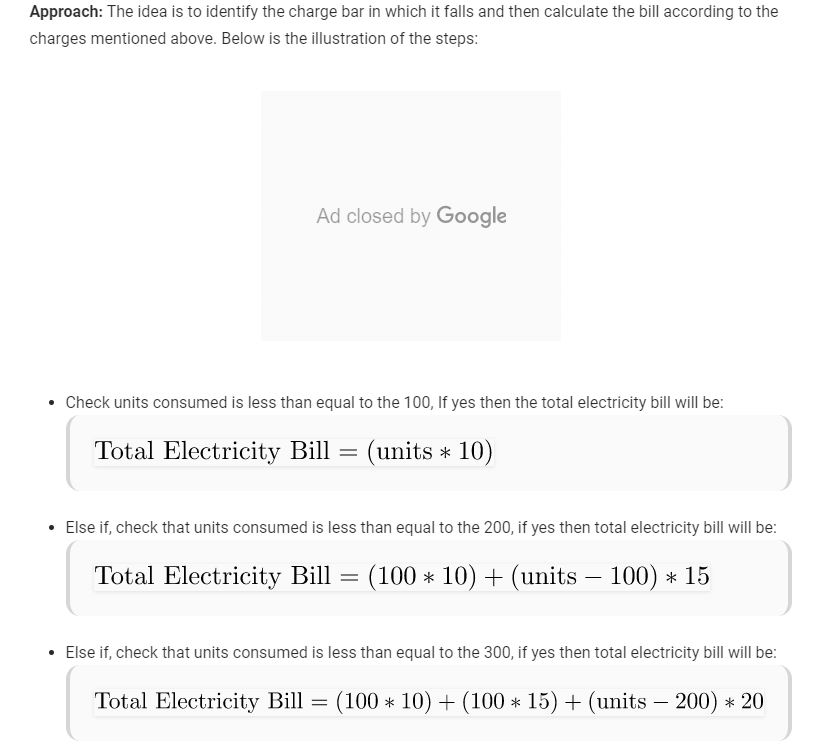 Approach: The idea is to identify the charge bar in which it falls and then calculate the bill according to the
charges mentioned above. Below is the illustration of the steps:
Ad closed by Google
• Check units consumed is less than equal to the 100, If yes then the total electricity bill will be:
Total Electricity Bill = (units * 10)
• Else if, check that units consumed is less than equal to the 200, if yes then total electricity bill will be:
Total Electricity Bill = (100 * 10) + (units − 100) * 15
• Else if, check that units consumed is less than equal to the 300, if yes then total electricity bill will be:
Total Electricity Bill = (100 * 10) + (100 * 15) + (units − 200) * 20